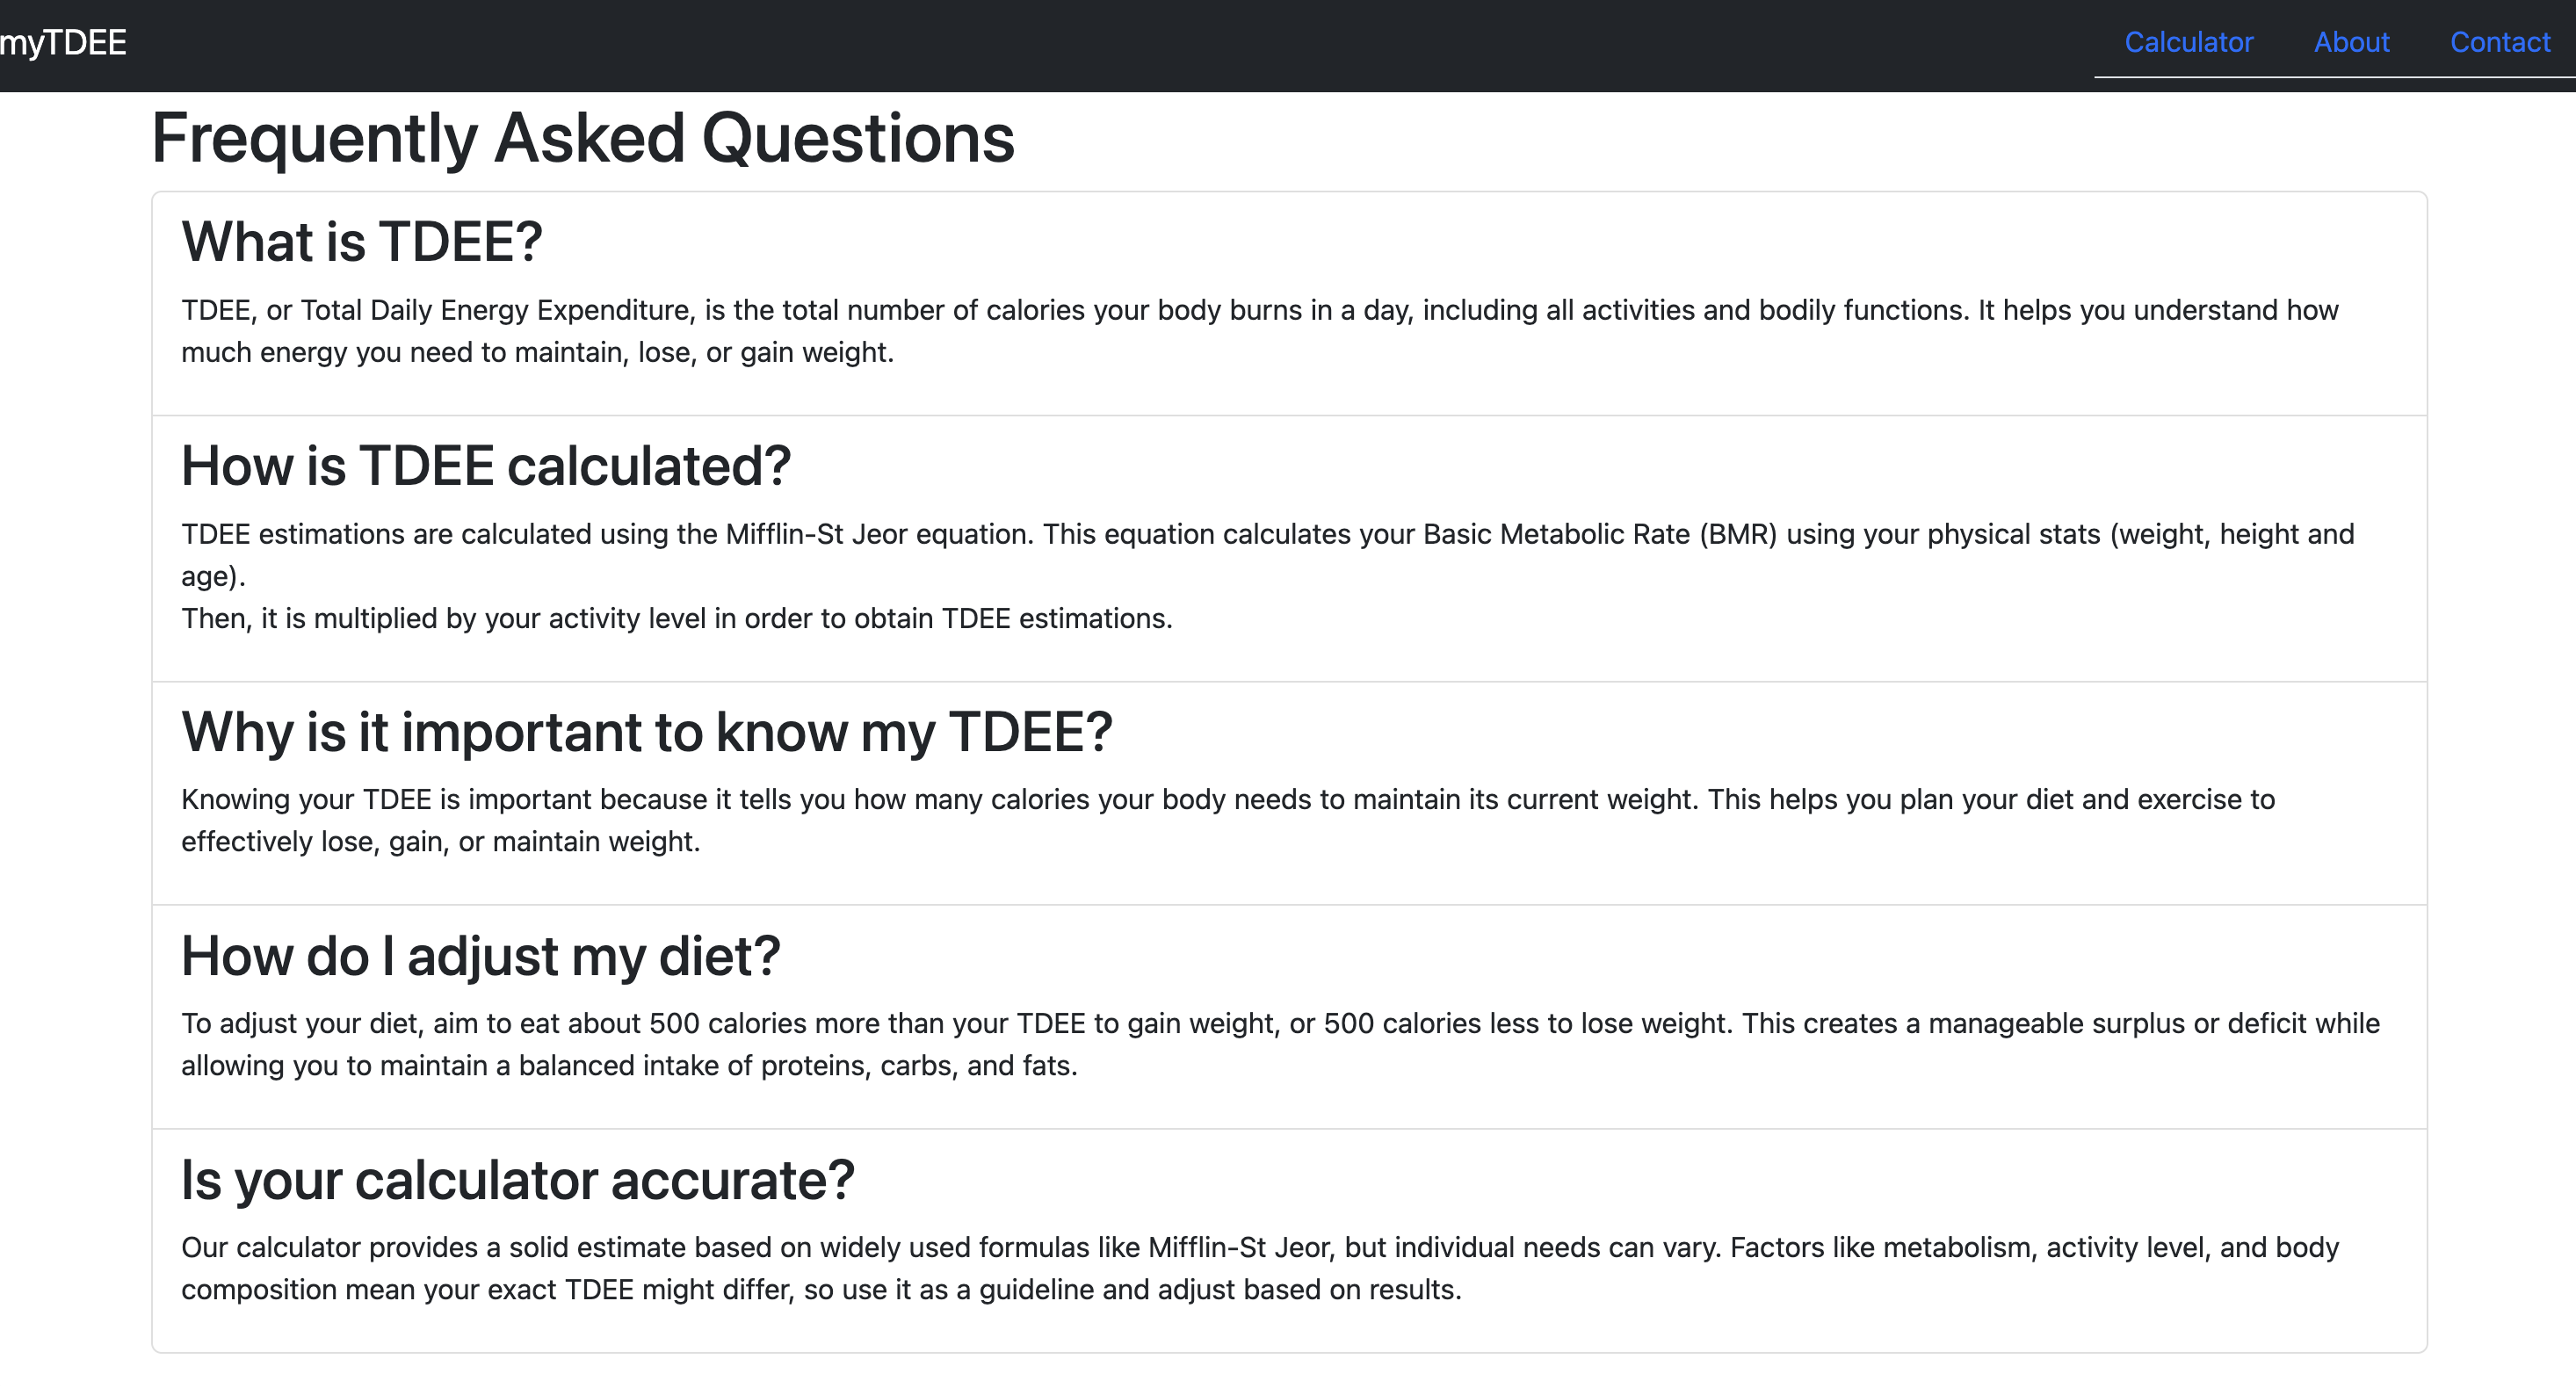 myTDEE
Calculator About Contact
Frequently Asked Questions
What is TDEE?
TDEE, or Total Daily Energy Expenditure, is the total number of calories your body burns in a day, including all activities and bodily functions. It helps you understand how
much energy you need to maintain, lose, or gain weight.
How is TDEE calculated?
TDEE estimations are calculated using the Mifflin-St Jeor equation. This equation calculates your Basic Metabolic Rate (BMR) using your physical stats (weight, height and
age).
Then, it is multiplied by your activity level in order to obtain TDEE estimations.
Why is it important to know my TDEE?
Knowing your TDEE is important because it tells you how many calories your body needs to maintain its current weight. This helps you plan your diet and exercise to
effectively lose, gain, or maintain weight.
How do I adjust my diet?
To adjust your diet, aim to eat about 500 calories more than your TDEE to gain weight, or 500 calories less to lose weight. This creates a manageable surplus or deficit while
allowing you to maintain a balanced intake of proteins, carbs, and fats.
Is your calculator accurate?
Our calculator provides a solid estimate based on widely used formulas like Mifflin-St Jeor, but individual needs can vary. Factors like metabolism, activity level, and body
composition mean your exact TDEE might differ, so use it as a guideline and adjust based on results.